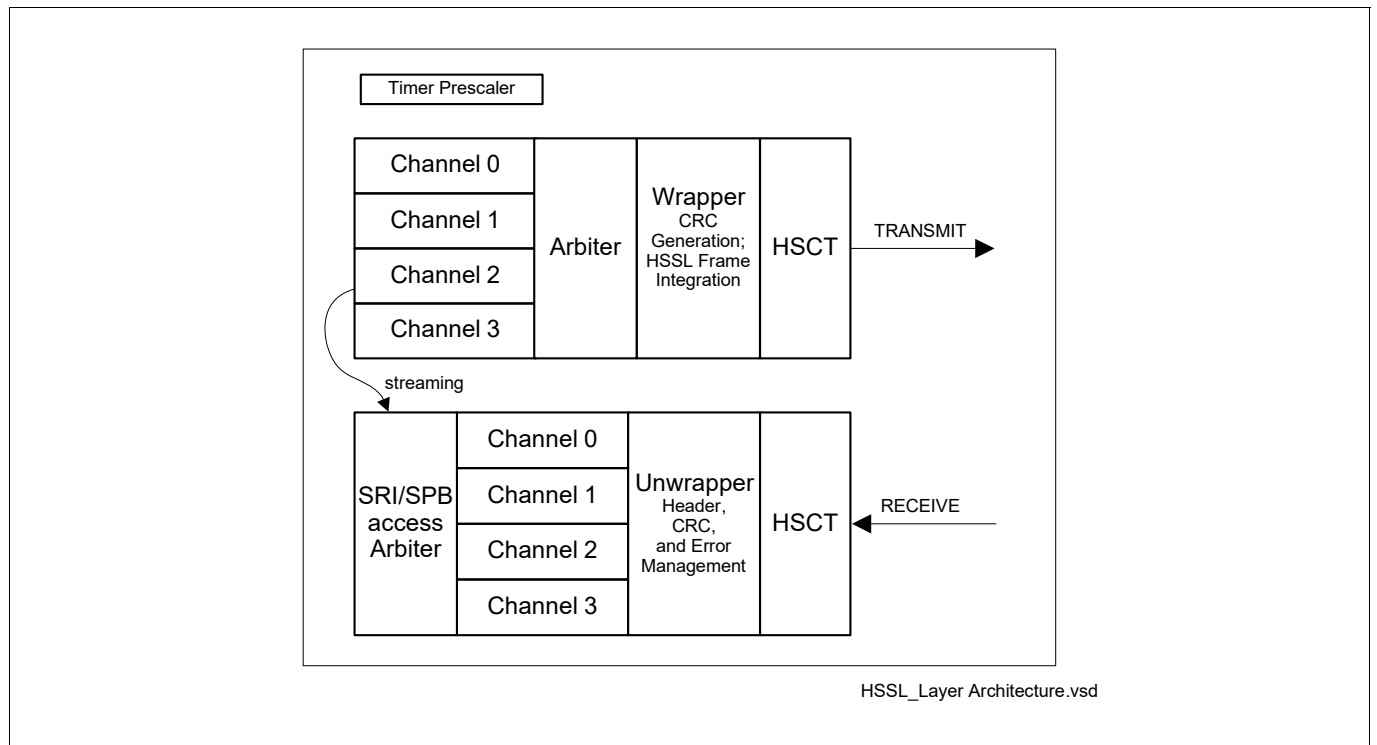 Timer Prescaler
Channel 0
Channel 1
Channel 2
Channel 3
Arbiter
Wrapper
CRC
Generation;
HSSL Frame
Integration
HSCT
TRANSMIT
streaming
SRI/SPB
access
Arbiter
Channel 0
Channel 1
Channel 2
Channel 3
Unwrapper
Header,
CRC,
and Error
Management
HSCT
RECEIVE
HSSL_Layer Architecture.vsd